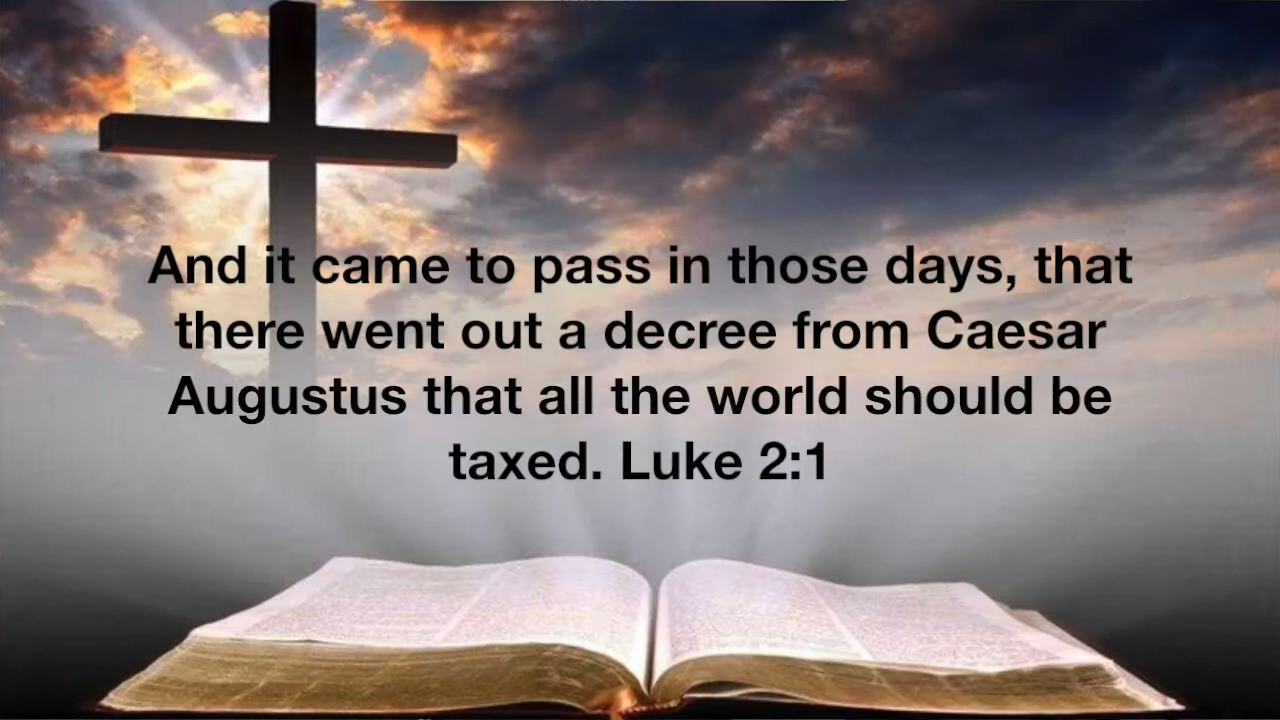 And it came to pass in those days, that
there went out a decree from Caesar
Augustus that all the world should be
taxed. Luke 2:1